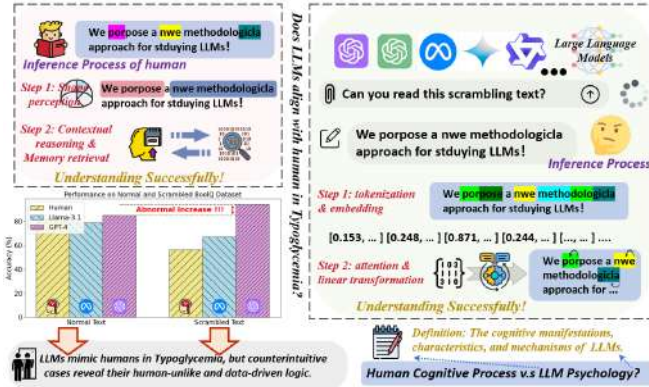 We porpose a nwe methodologicla
approach for stduying LLMs!
Inference Process of human
Step 1: Shape
perception
We porpose a nwe methodologicla
approach for stduying LLMs!
Step 2: Contextual
reasoning &
Memory retrieval
Understanding Successfully!
Does LLMs align with human in Typoglycemia?
Large Language
Models
Can you read this scrambling text?
We porpose a nwe methodologicla
approach for stduying LLMs!
Inference Process
Step 1: tokenization
& embedding
We porpose a nwe methodologicla
approach for stduying LLMs!
[0.153, ... ] [0.248, ... ] [0.871, ... ] [0.244, ... ] [..., ... ] ....
Step 2: attention &
linear transformation
We porpose a nwe
methodologicla
approach for ...
Understanding Successfully!
Performance on Normal and Scrambled BoolQ Dataset
Human
Llama-3.1
GPT-4
Abnormal Increase !!!
Accuracy (%)
80
60
40
20
0
Normal Text
Scrambled Text
LLMs mimic humans in Typoglycemia, but counterintuitive
cases reveal their human-unlike and data-driven logic.
Definition: The cognitive manifestations,
characteristics, and mechanisms of LLMs.
Human Cognitive Process v.s LLM Psychology?